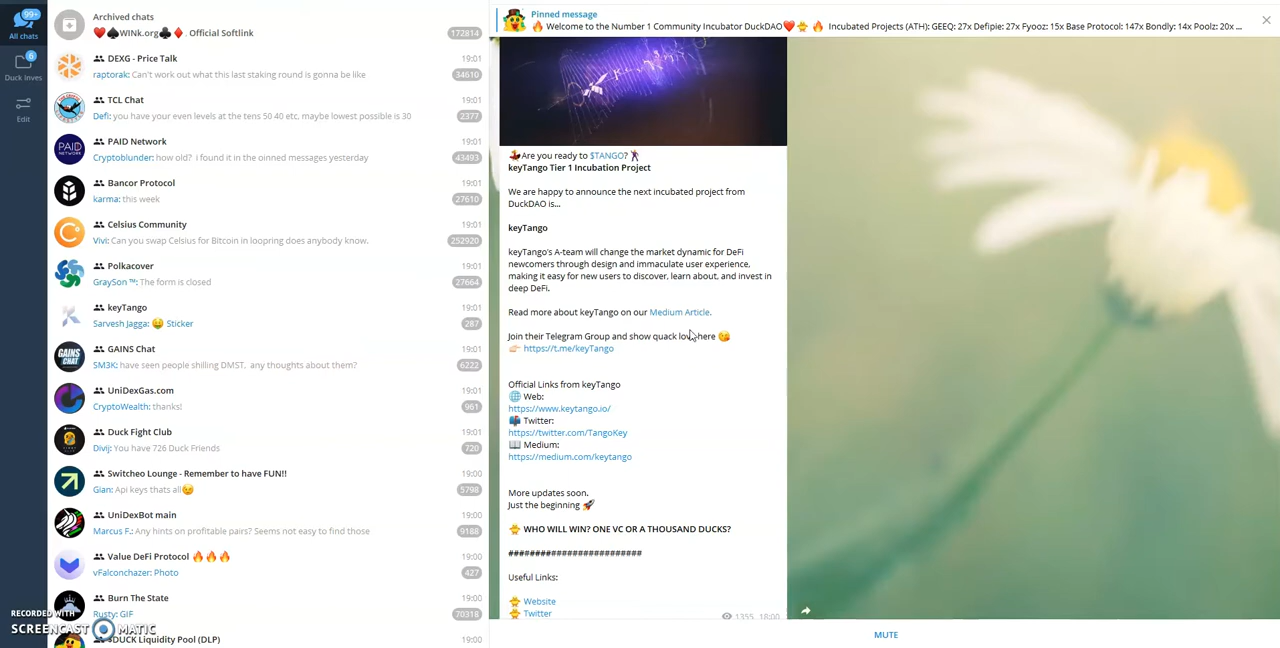 99+
All chats
6
Duck Inves
Edit
Archived chats
WINk.org . Official Softlink
172814
DEXG - Price Talk
19:01
raptorak: Can't work out what this last staking round is gonna be like
34610
TCL Chat
19:01
Defi: you have your even levels at the tens 50 40 etc, maybe lowest possible is 30
2377
PAID Network
19:01
Cryptoblunder: how old? I found it in the oinned messages yesterday
43493
Bancor Protocol
19:01
karma: this week
27610
Celsius Community
19:01
Vivi: Can you swap Celsius for Bitcoin in loopring does anybody know.
252920
Polkacover
19:01
GraySon ™: The form is closed
27664
keyTango
19:01
Sarvesh Jagga: 🤑 Sticker
287
GAINS Chat
19:01
SM3K: have seen people shilling DMST. any thoughts about them?
6222
UniDexGas.com
19:01
CryptoWealth: thanks!
961
Duck Fight Club
19:01
Divij: You have 726 Duck Friends
720
Switcheo Lounge - Remember to have FUN!!
19:00
Gian: Api keys thats all😉
5798
UniDexBot main
19:00
Marcus F.: Any hints on profitable pairs? Seems not easy to find those
9188
Value DeFi Protocol 🔥🔥🔥
19:00
vFalconchazer: Photo
427
Burn The State
19:00
Rusty: GIF
70318
DUCK Liquidity Pool (DLP)
19:00
RECORDED WITH
SCREENCAST MATIC
PAID
NETWORK
GAINS
CHAT
Pinned message
🔥 Welcome to the Number 1 Community Incubator DuckDAO❤️🐥 🔥 Incubated Projects (ATH): GEEQ: 27x Defipie: 27x Fyooz: 15x Base Protocol: 147x Bondly: 14x Poolz: 20x ...
💃Are you ready to $TANGO?🕺
keyTango Tier 1 Incubation Project
We are happy to announce the next incubated project from
DuckDAO is...
keyTango
keyTango's A-team will change the market dynamic for DeFi
newcomers through design and immaculate user experience,
making it easy for new users to discover, learn about, and invest in
deep DeFi.
Read more about keyTango on our Medium Article.
Join their Telegram Group and show quack love here 😘
👉 https://t.me/keyTango
Official Links from keyTango
🌐 Web:
https://www.keytango.io/
📬 Twitter:
https://twitter.com/TangoKey
📖 Medium:
https://medium.com/keytango
More updates soon.
Just the beginning 🚀
🐥 WHO WILL WIN? ONE VC OR A THOUSAND DUCKS?
########################
Useful Links:
🐥 Website
🐥 Twitter
1355 18:00
MUTE